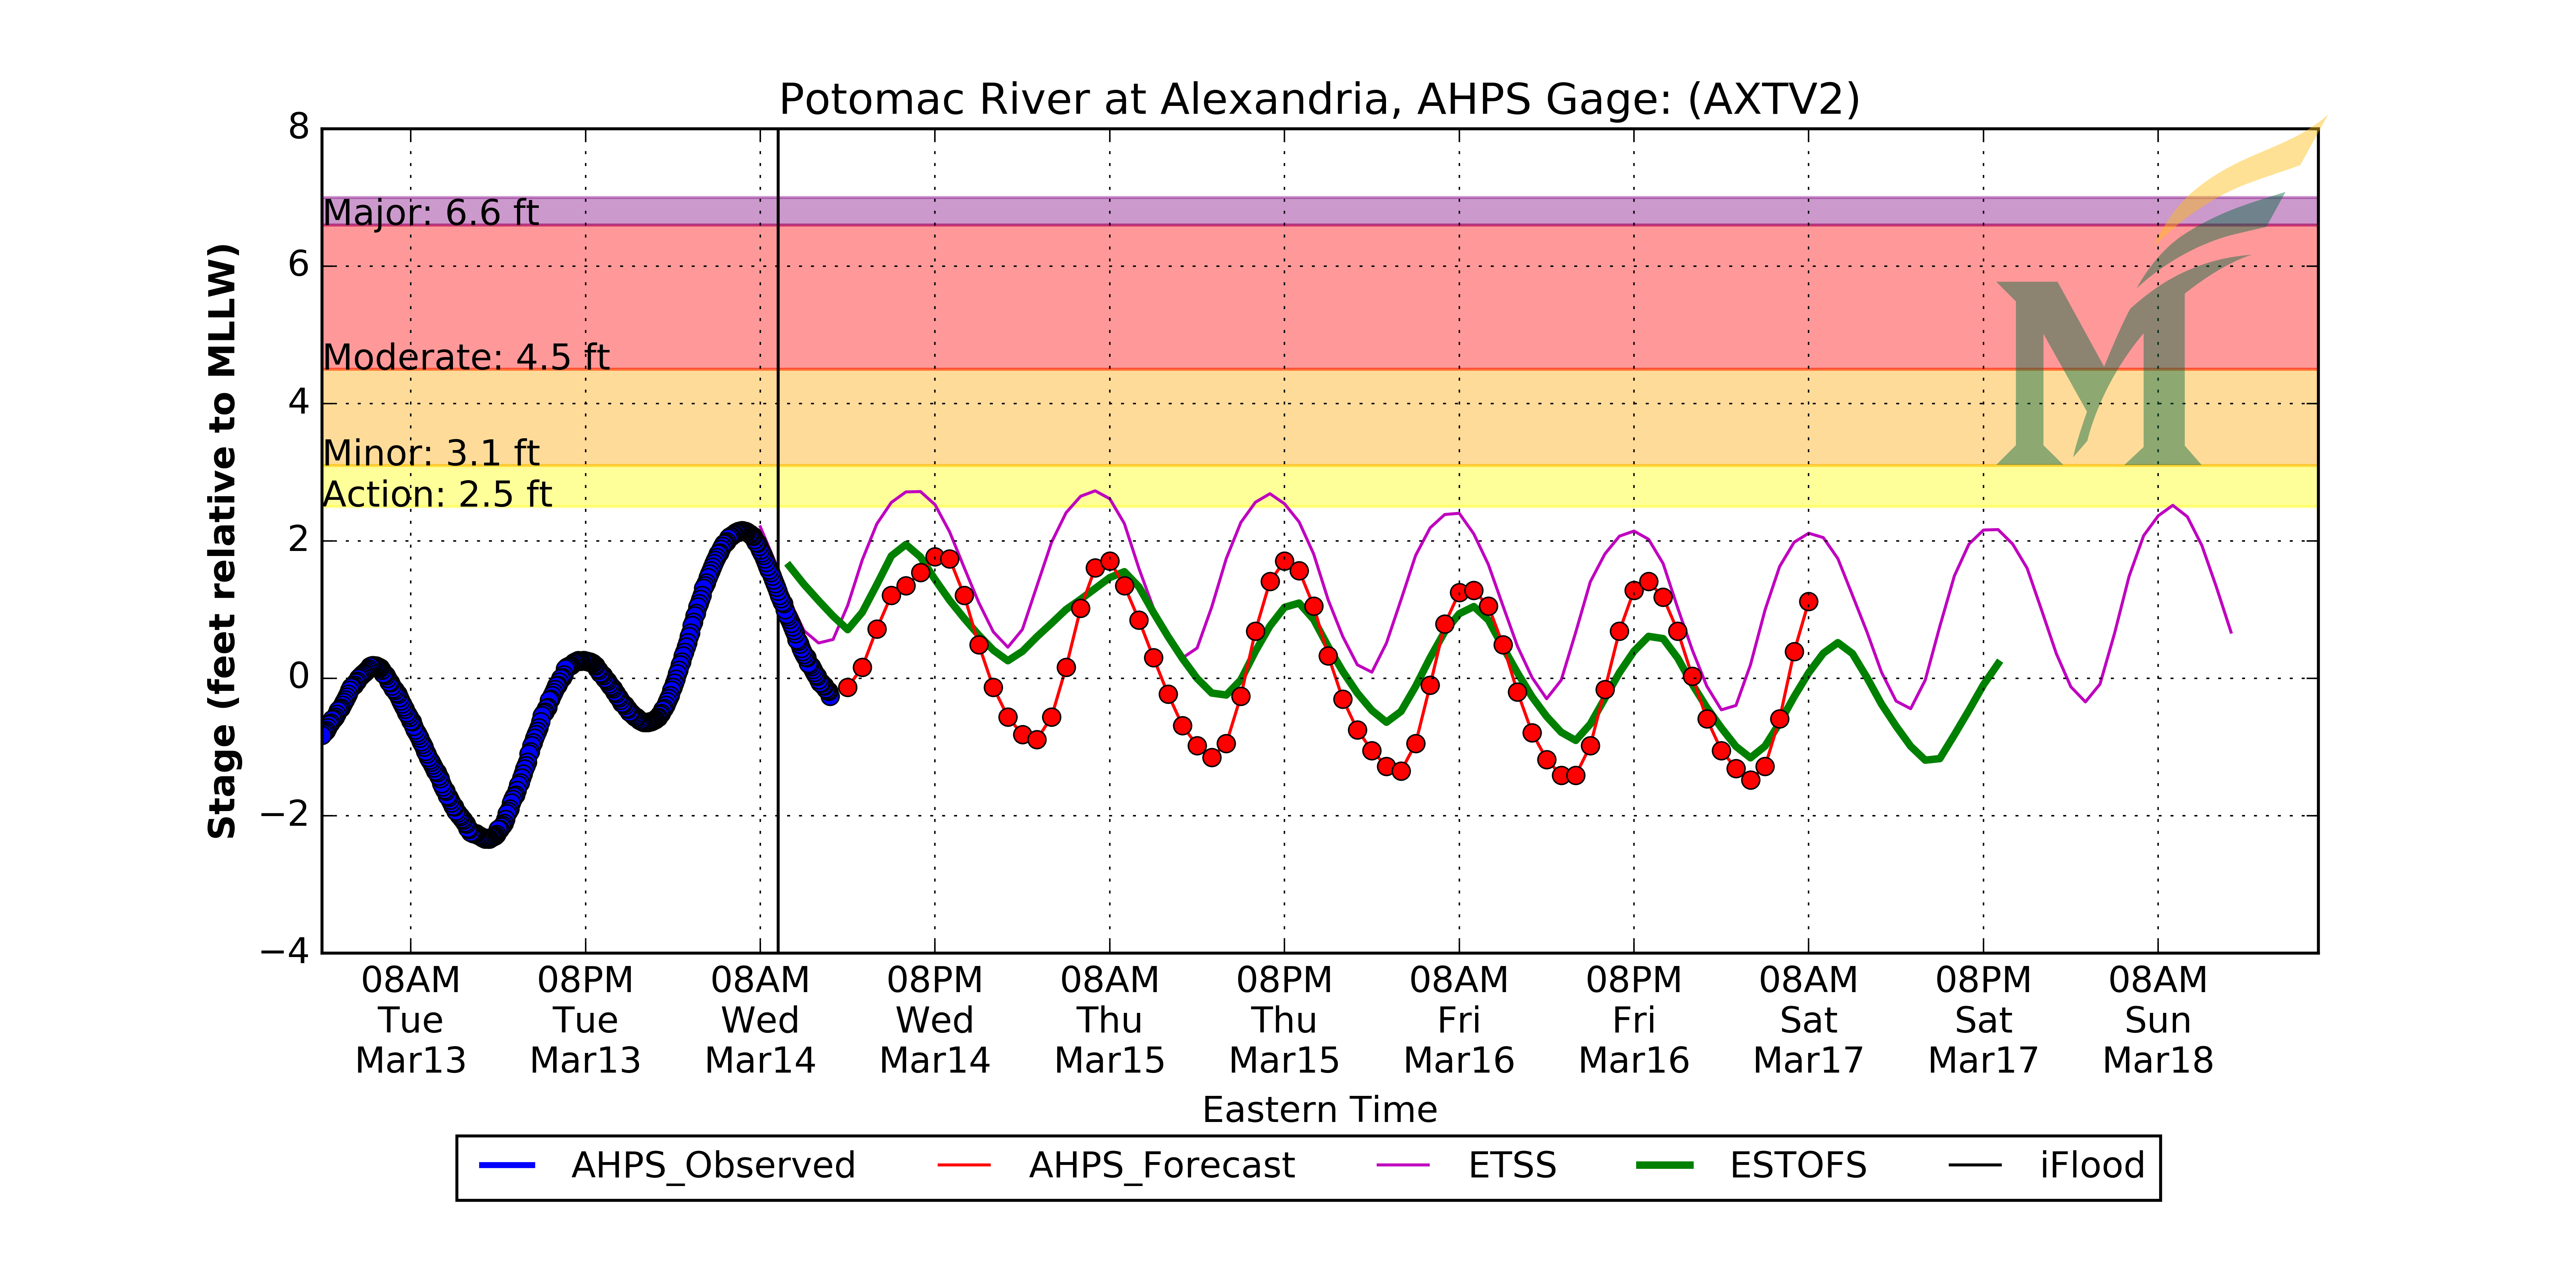 Potomac River at Alexandria, AHPS Gage: (AXTV2)
Stage (feet relative to MLLW)
8
6
4
2
0
−2
−4
Major: 6.6 ft
Moderate: 4.5 ft
Minor: 3.1 ft
Action: 2.5 ft
M
08AM 08PM 08AM 08PM 08AM 08PM 08AM 08PM 08AM 08PM 08AM
Tue Tue Wed Wed Thu Thu Fri Fri Sat Sat Sun
Mar13 Mar13 Mar14 Mar14 Mar15 Mar15 Mar16 Mar16 Mar17 Mar17 Mar18
Eastern Time
AHPS_Observed AHPS_Forecast ETSS ESTOFS iFlood